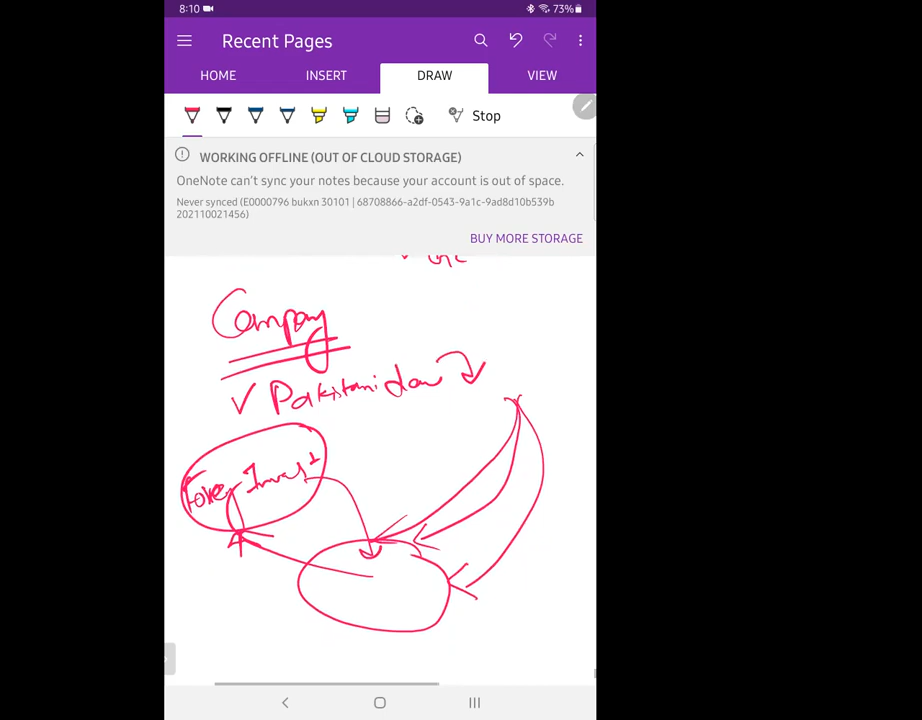 8:10 73%
Recent Pages
HOME INSERT DRAW VIEW
Stop
WORKING OFFLINE (OUT OF CLOUD STORAGE)
OneNote can't sync your notes because your account is out of space.
Never synced (E0000796 bukxn 30101 | 68708866-a2df-0543-9a1c-9ad8d10b539b
202110021456)
BUY MORE STORAGE
Company
✓ Pakistani Law